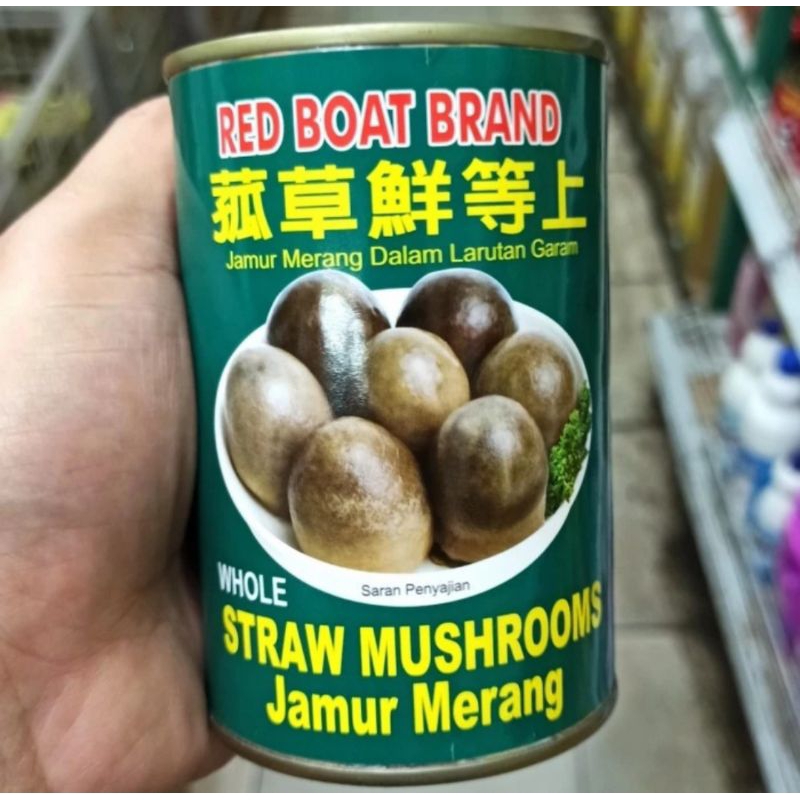 RED BOAT BRAND
上等鮮草菰
Jamur Merang Dalam Larutan Garam
Saran Penyajian
WHOLE
STRAW MUSHROOMS
Jamur Merang